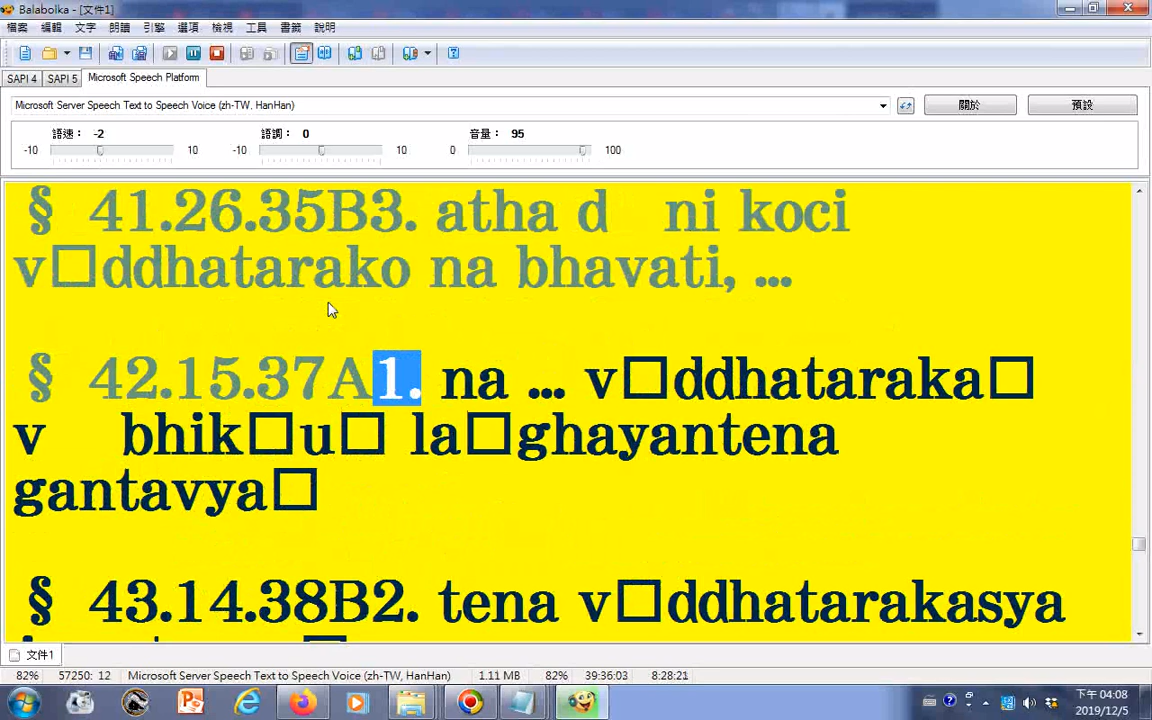 Balabolka - [文件1]
檔案 編輯 文字 朗讀 引擎 選項 檢視 工具 書籤 說明
SAPI 4 SAPI 5 Microsoft Speech Platform
Microsoft Server Speech Text to Speech Voice (zh-TW, HanHan) 關於 預設
語速： -2 語調： 0 音量： 95
-10 10 -10 10 0 100
§ 41.26.35B3. atha d ni koci
v□ddhatarako na bhavati, ...
§ 42.15.37A1. na ... v□ddhataraka□
v bhik□u□ la□ghayantena
gantavya□
§ 43.14.38B2. tena v□ddhatarakasya
文件1
82% 57250: 12 Microsoft Server Speech Text to Speech Voice (zh-TW, HanHan) 1.11 MB 82% 39:36:03 8:28:21
下午 04:08
2019/12/5